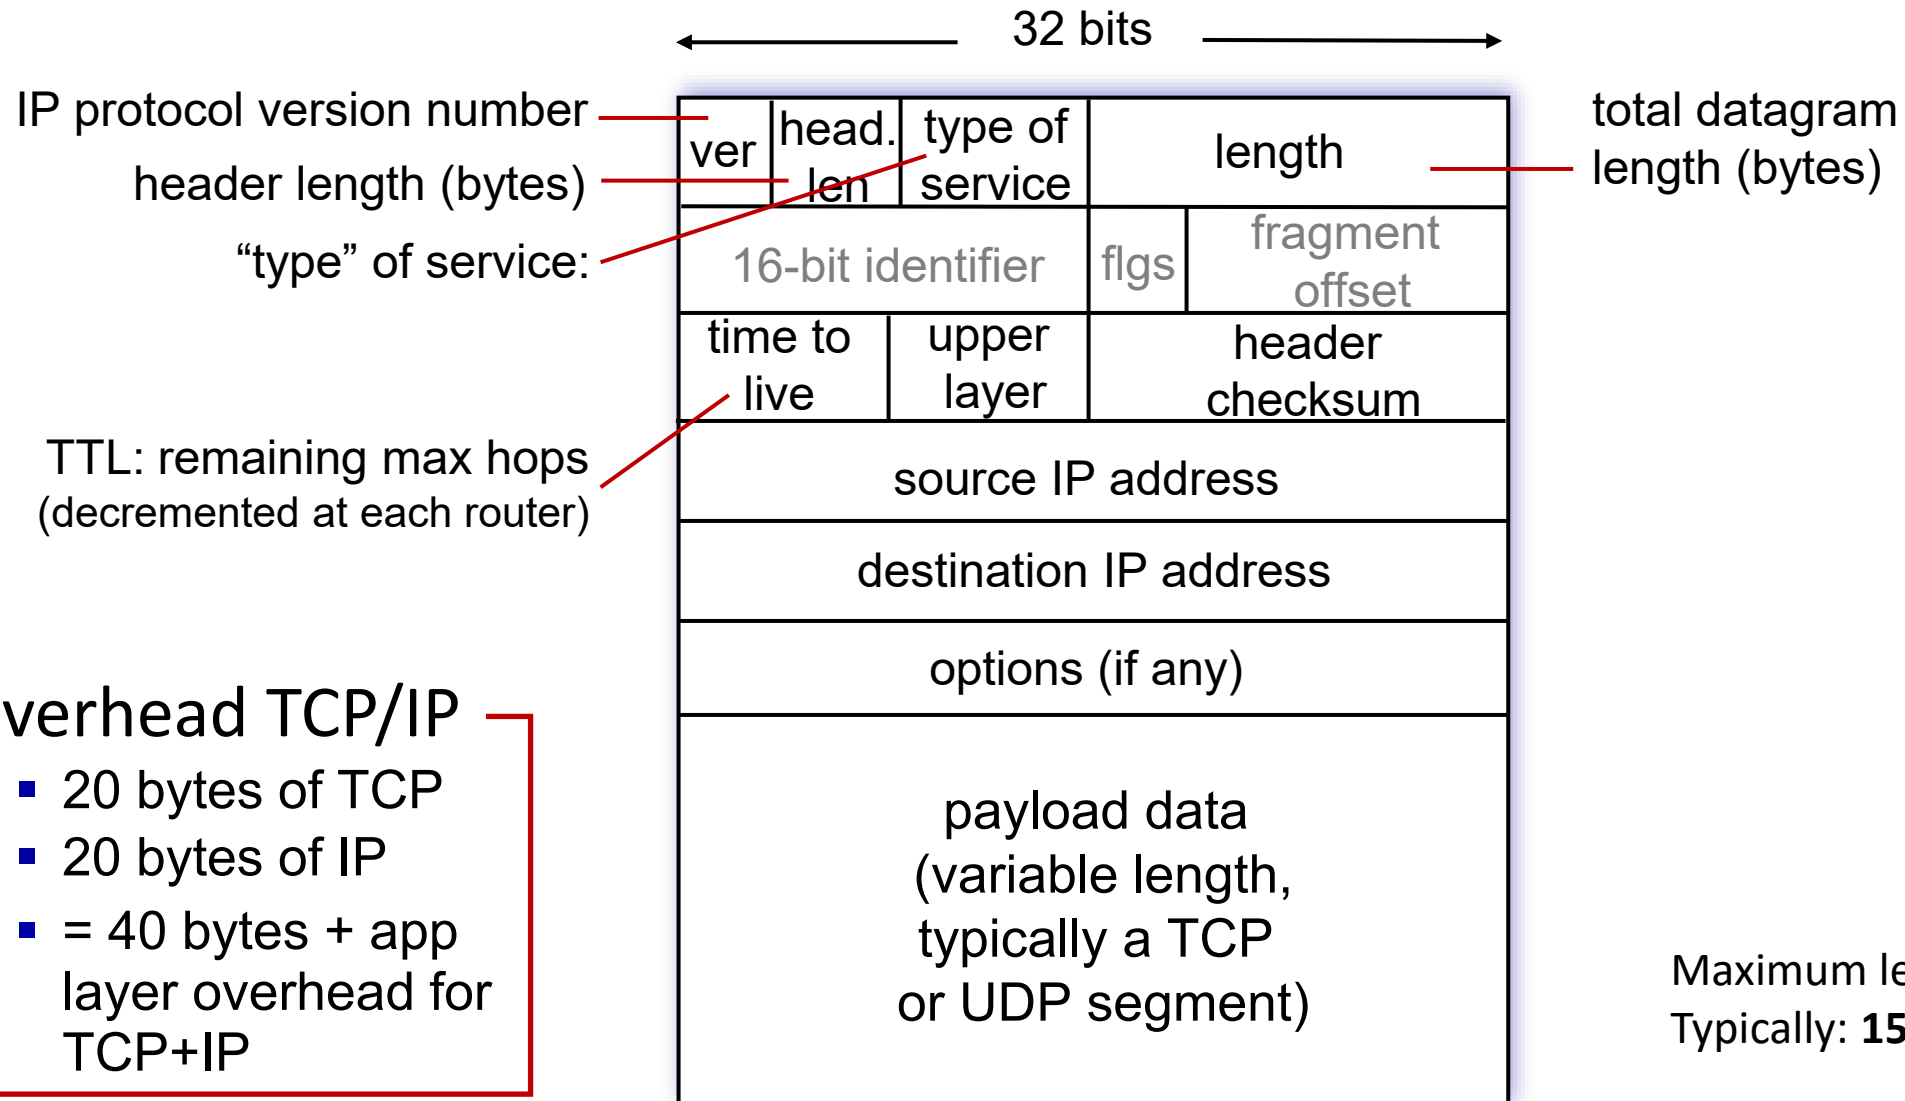 32 bits
IP protocol version number
header length (bytes)
“type” of service:
TTL: remaining max hops
(decremented at each router)
ver
head.
len
type of
service
length
total datagram
length (bytes)
16-bit identifier
flgs
fragment
offset
time to
live
upper
layer
header
checksum
source IP address
destination IP address
options (if any)
payload data
(variable length,
typically a TCP
or UDP segment)
verhead TCP/IP
▪ 20 bytes of TCP
▪ 20 bytes of IP
▪ = 40 bytes + app
layer overhead for
TCP+IP
Maximum le
Typically: 15